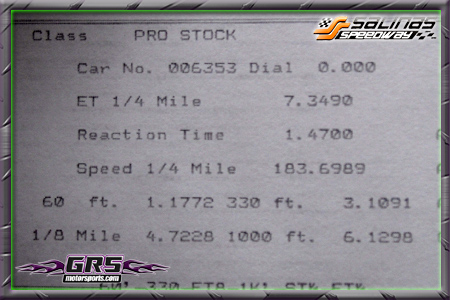 Class PRO STOCK
SALINAS
SPEEDWAY
Car No. 006353 Dial 0.000
ET 1/4 Mile 7.3490
Reaction Time 1.4700
Speed 1/4 Mile 183.6989
60 ft. 1.1772 330 ft. 3.1091
1/8 Mile 4.7228 1000 ft. 6.1298
GRS
motorsports.com